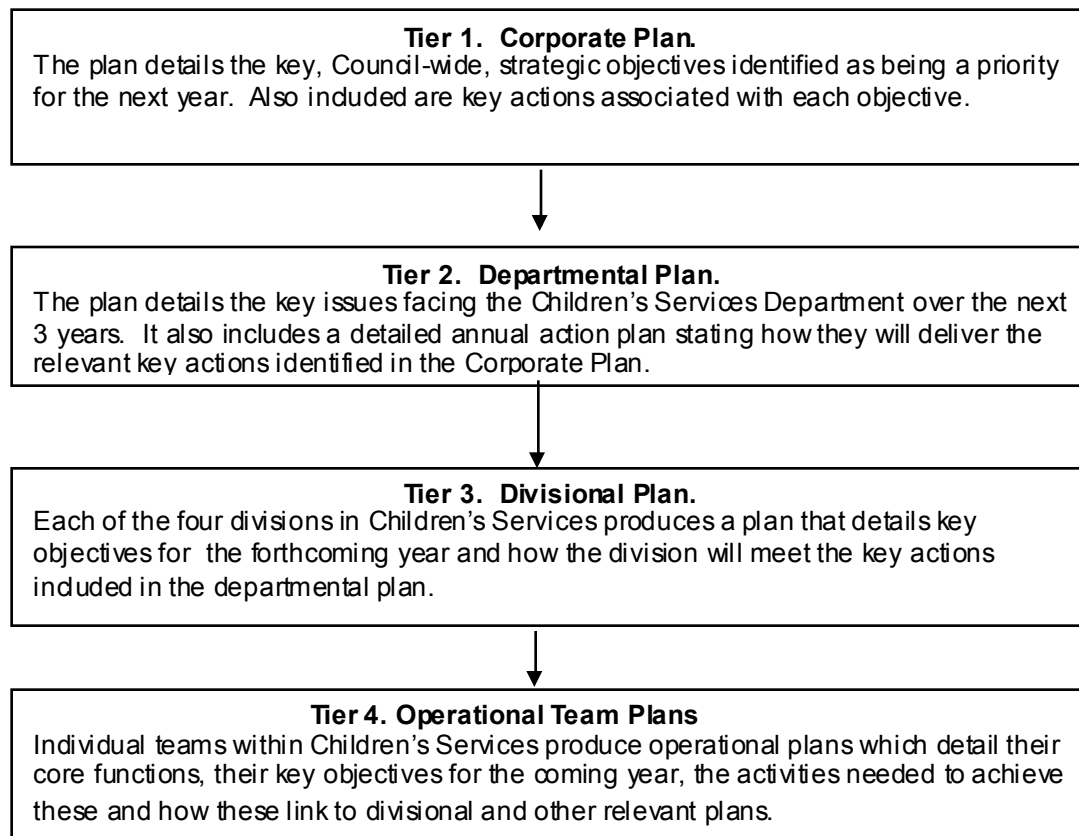 Tier 1. Corporate Plan.
The plan details the key, Council-wide, strategic objectives identified as being a priority
for the next year. Also included are key actions associated with each objective.
Tier 2. Departmental Plan.
The plan details the key issues facing the Children's Services Department over the next
3 years. It also includes a detailed annual action plan stating how they will deliver the
relevant key actions identified in the Corporate Plan.
Tier 3. Divisional Plan.
Each of the four divisions in Children's Services produces a plan that details key
objectives for the forthcoming year and how the division will meet the key actions
included in the departmental plan.
Tier 4. Operational Team Plans
Individual teams within Children's Services produce operational plans which detail their
core functions, their key objectives for the coming year, the activities needed to achieve
these and how these link to divisional and other relevant plans.